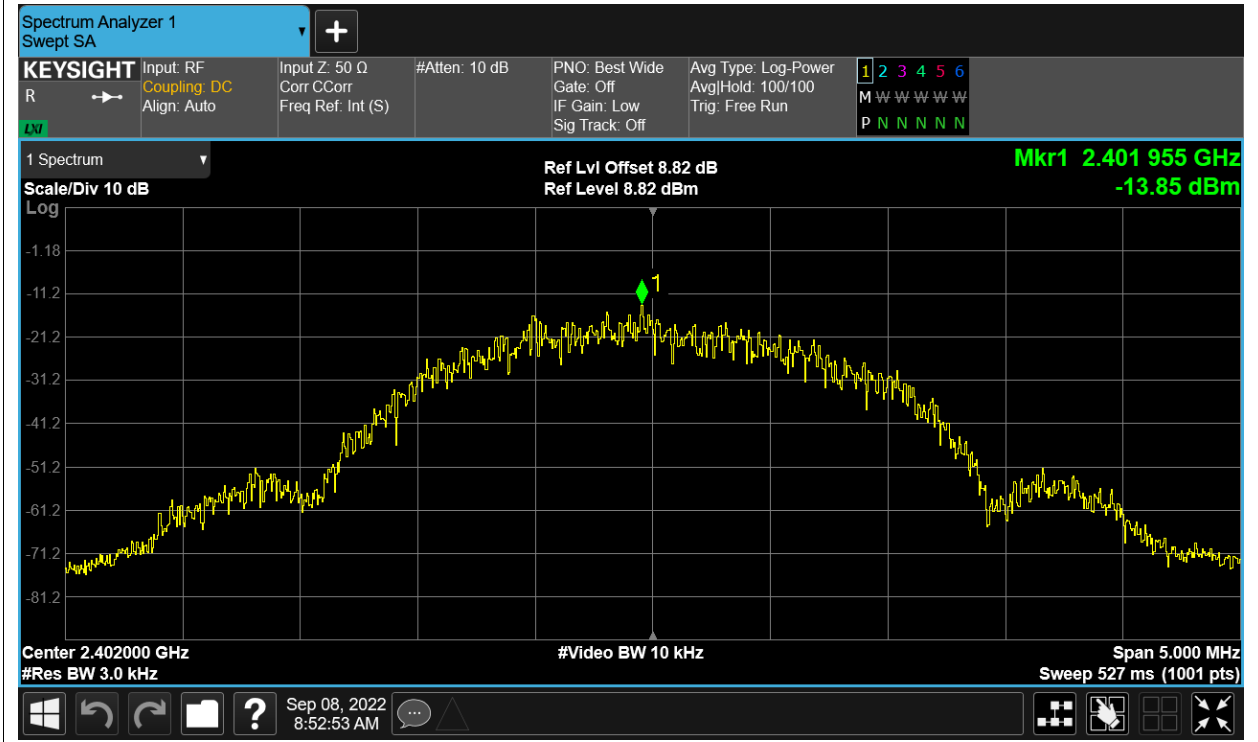 Spectrum Analyzer 1
Swept SA
KEYSIGHT
R
LXI
Input: RF
Coupling: DC
Align: Auto
Input Z: 50 Ω
Corr CCorr
Freq Ref: Int (S)
#Atten: 10 dB
PNO: Best Wide
Gate: Off
IF Gain: Low
Sig Track: Off
Avg Type: Log-Power
Avg|Hold: 100/100
Trig: Free Run
1 2 3 4 5 6
M W W W W W
P N N N N N
1 Spectrum
Scale/Div 10 dB
Log
Ref Lvl Offset 8.82 dB
Ref Level 8.82 dBm
Mkr1 2.401 955 GHz
-13.85 dBm
1
-1.18
-11.2
-21.2
-31.2
-41.2
-51.2
-61.2
-71.2
-81.2
Center 2.402000 GHz
#Res BW 3.0 kHz
#Video BW 10 kHz
Span 5.000 MHz
Sweep 527 ms (1001 pts)
?
Sep 08, 2022
8:52:53 AM